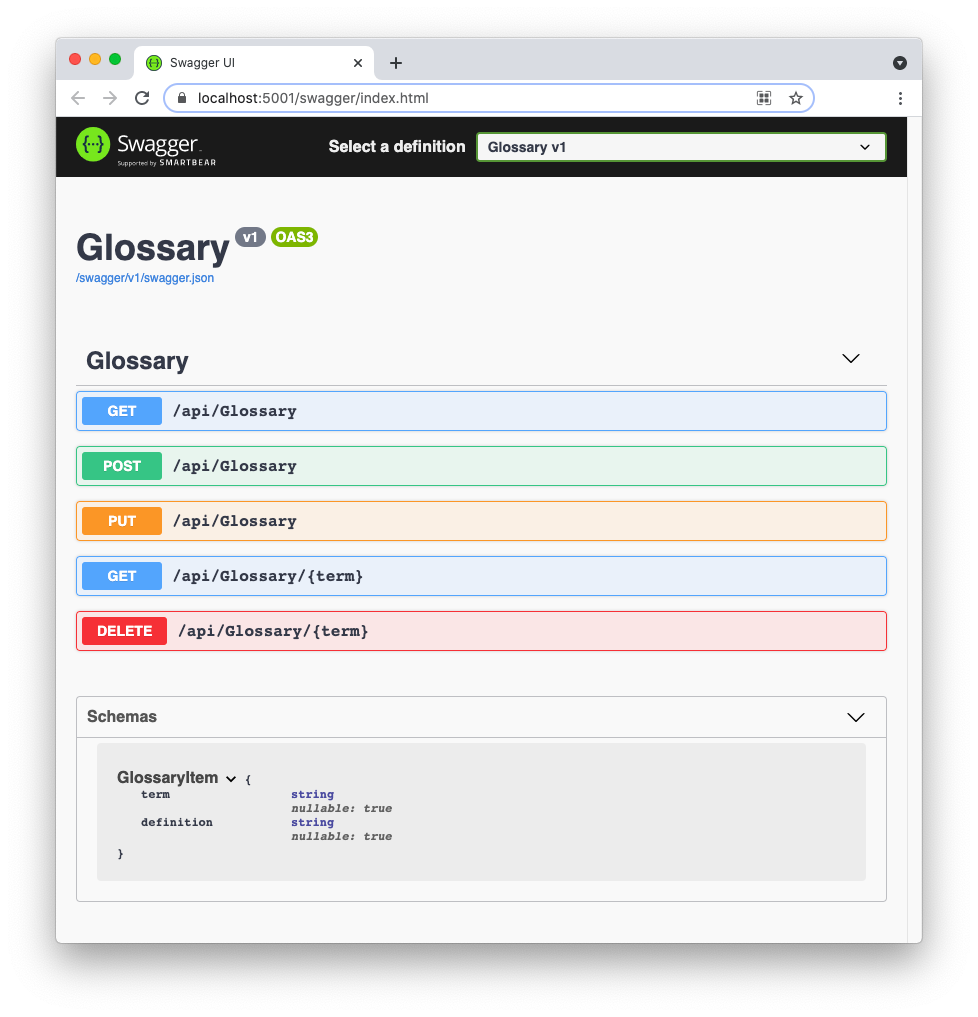 Swagger UI
localhost:5001/swagger/index.html
Swagger
Supported by SMARTBEAR
Select a definition
Glossary v1
Glossary v1 OAS3
/swagger/v1/swagger.json
Glossary
GET /api/Glossary
POST /api/Glossary
PUT /api/Glossary
GET /api/Glossary/{term}
DELETE /api/Glossary/{term}
Schemas
GlossaryItem {
term string
nullable: true
definition string
nullable: true
}